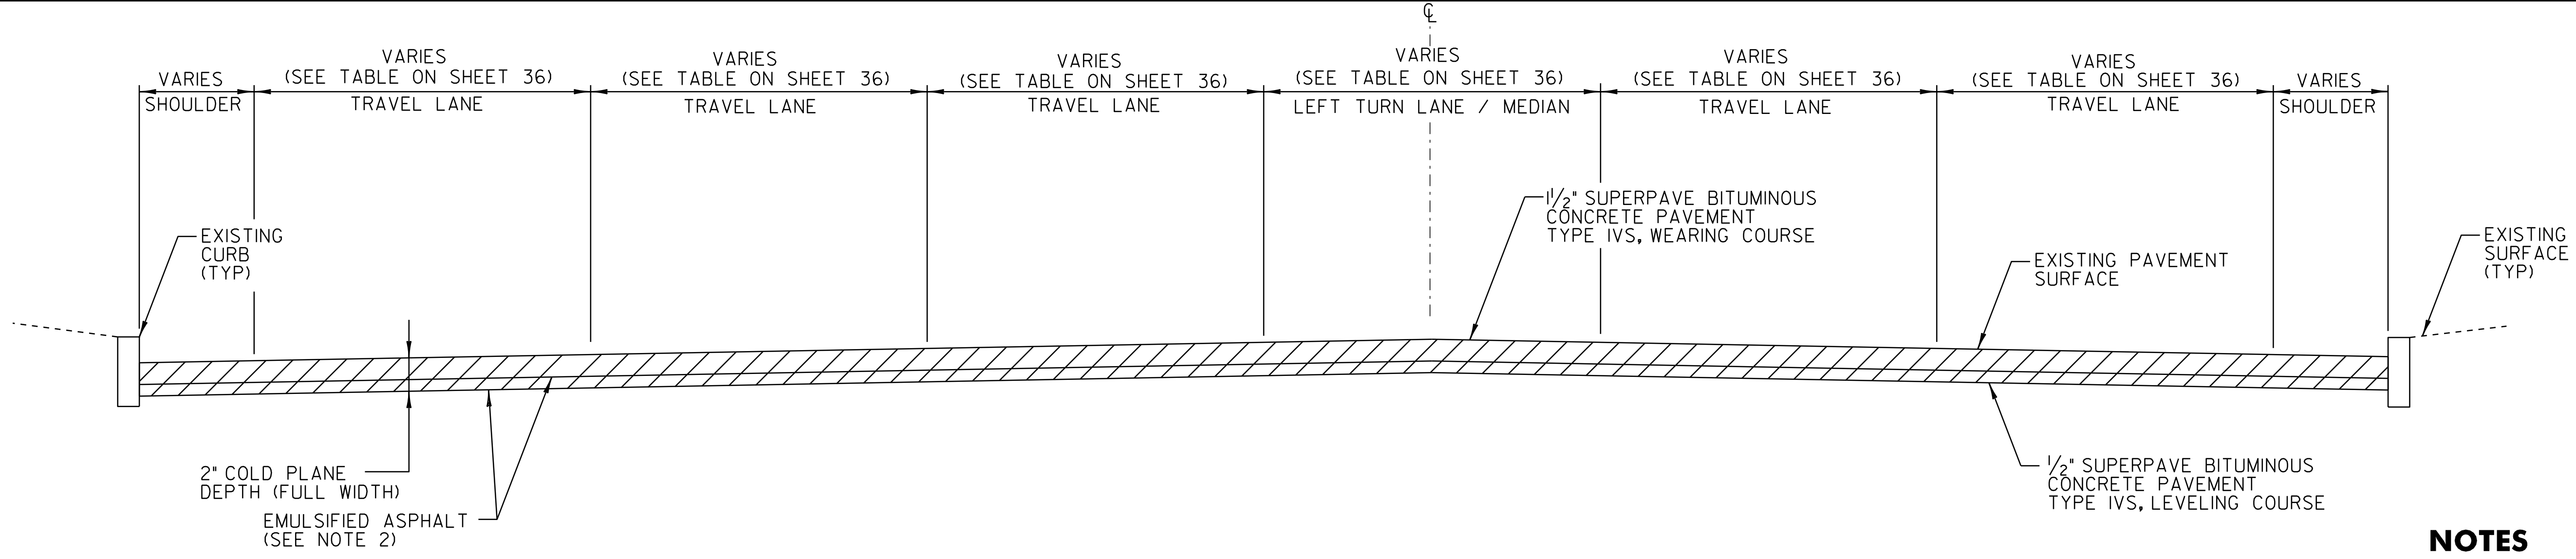 ℄
VARIES
SHOULDER
VARIES
(SEE TABLE ON SHEET 36)
TRAVEL LANE
VARIES
(SEE TABLE ON SHEET 36)
TRAVEL LANE
VARIES
(SEE TABLE ON SHEET 36)
TRAVEL LANE
VARIES
(SEE TABLE ON SHEET 36)
LEFT TURN LANE / MEDIAN
VARIES
(SEE TABLE ON SHEET 36)
TRAVEL LANE
VARIES
(SEE TABLE ON SHEET 36)
TRAVEL LANE
VARIES
SHOULDER
EXISTING
CURB
(TYP)
1½" SUPERPAVE BITUMINOUS
CONCRETE PAVEMENT
TYPE IVS, WEARING COURSE
EXISTING PAVEMENT
SURFACE
EXISTING
SURFACE
(TYP)
2" COLD PLANE
DEPTH (FULL WIDTH)
EMULSIFIED ASPHALT
(SEE NOTE 2)
½" SUPERPAVE BITUMINOUS
CONCRETE PAVEMENT
TYPE IVS, LEVELING COURSE
NOTES